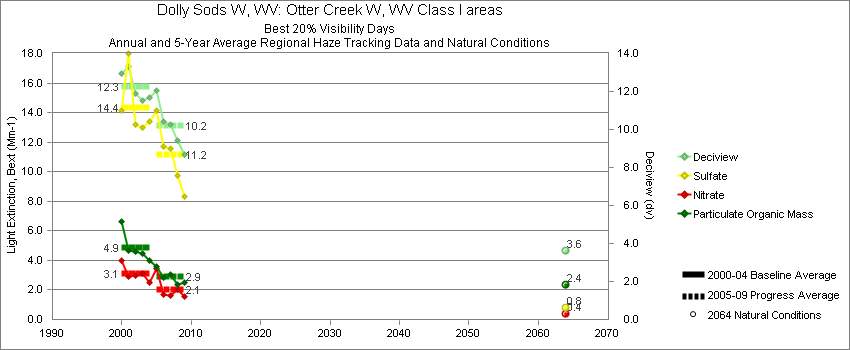 Dolly Sods W, WV: Otter Creek W, WV Class I areas
Best 20% Visibility Days
Annual and 5-Year Average Regional Haze Tracking Data and Natural Conditions
Light Extinction, Bext (Mm-1)
18.0
16.0
14.0
12.0
10.0
8.0
6.0
4.0
2.0
0.0
12.3
14.4
10.2
11.2
4.9
3.1
2.9
2.1
3.6
2.4
0.8
0.4
14.0
12.0
10.0
8.0
6.0
4.0
2.0
0.0
Deciview (dv)
1990 2000 2010 2020 2030 2040 2050 2060 2070
Deciview
Sulfate
Nitrate
Particulate Organic Mass
2000-04 Baseline Average
2005-09 Progress Average
2064 Natural Conditions